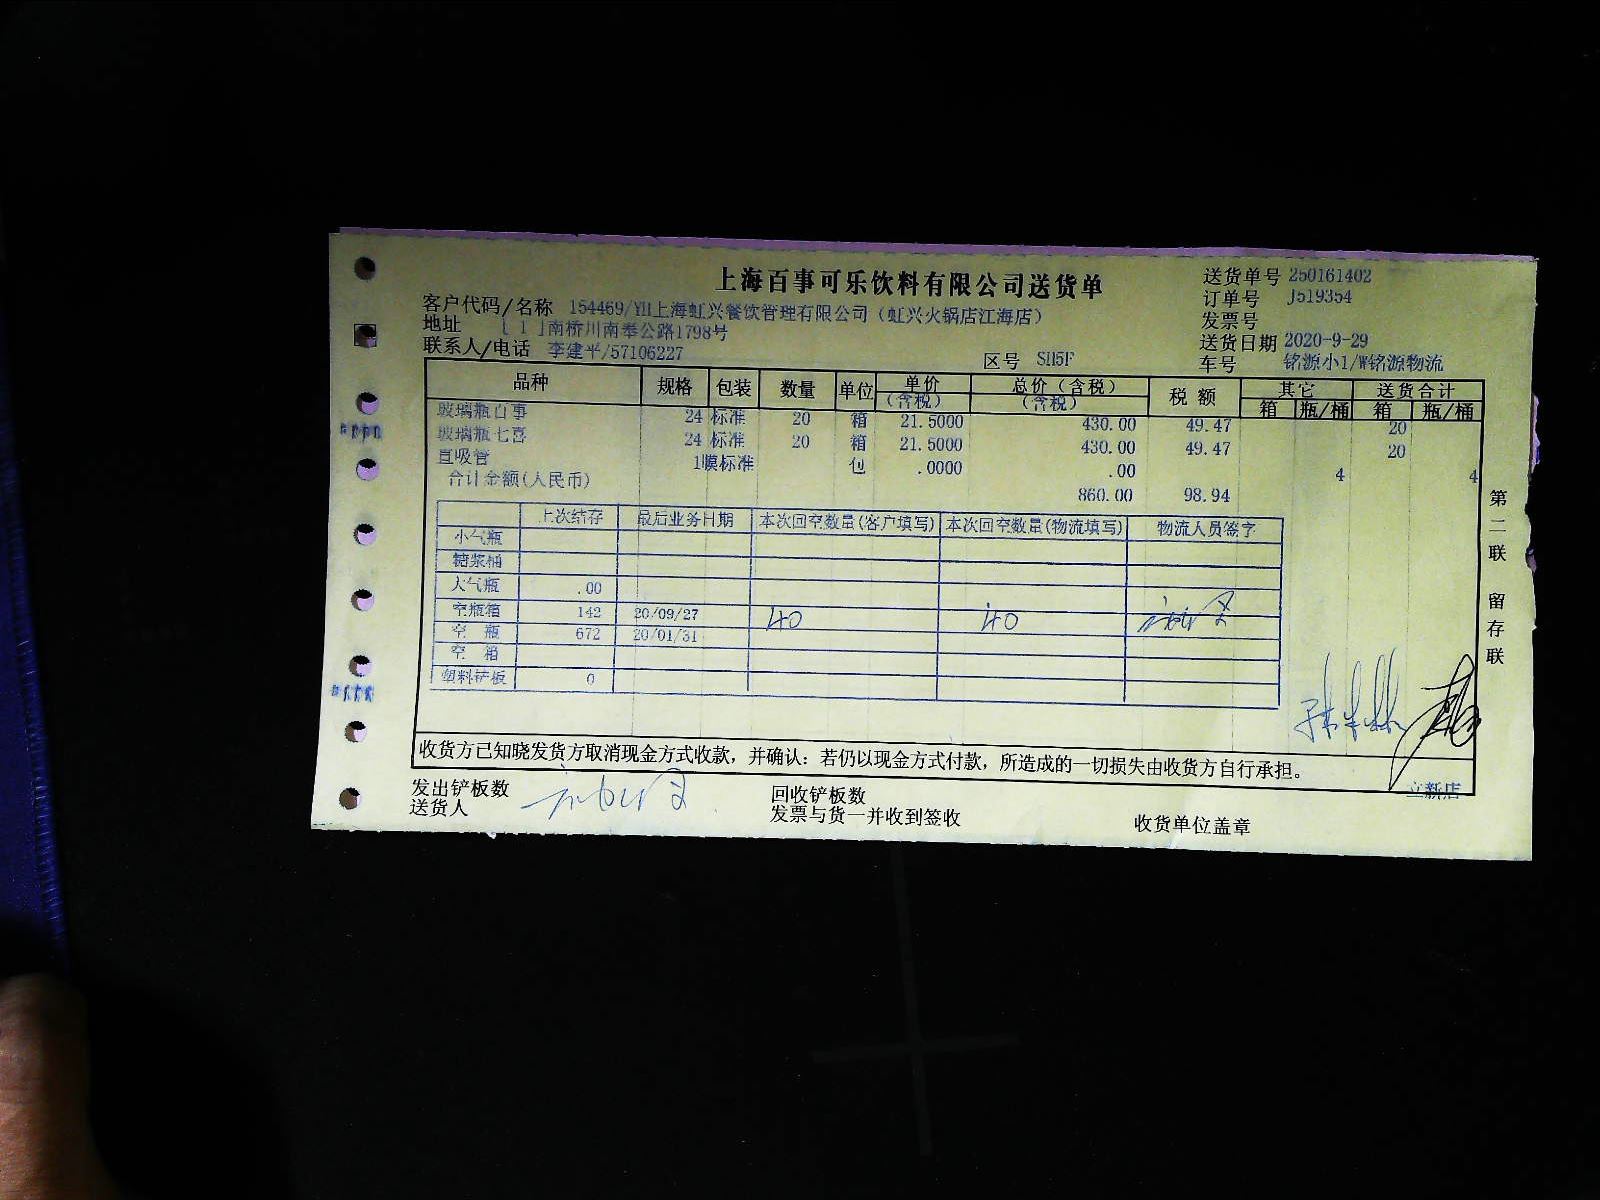 上海百事可乐饮料有限公司送货单
送货单号 250161402
订单号 J519354
发票号
送货日期 2020-9-29
车号 铭源小1/W铭源物流
客户代码/名称 154469/YH上海虹兴餐饮管理有限公司（虹兴火锅店江海店）
地址 [ 1 ]南桥川南奉公路1798号
联系人/电话 李建平/57106227
区号 SH5F
品种 规格 包装 数量 单位 单价(含税) 总价(含税)(含税) 税额 其它 送货合计
箱 瓶/桶 箱 瓶/桶
玻璃瓶百事 24 标准 20 箱 21.5000 430.00 49.47 20
玻璃瓶七喜 24 标准 20 箱 21.5000 430.00 49.47 20
直吸管 1膜标准 包 .0000 .00 4 4
合计金额(人民币) 860.00 98.94
上次结存 最后业务日期 本次回空数量(客户填写) 本次回空数量(物流填写) 物流人员签字
小气瓶
糖浆桶
大气瓶 .00
空瓶箱 142 20/09/27 40 40
空瓶 672 20/01/31
空箱
塑料铲板 0
第二联 留存联
收货方已知晓发货方取消现金方式收款，并确认：若仍以现金方式付款，所造成的一切损失由收货方自行承担。
立新店
发出铲板数 回收铲板数
送货人 发票与货一并收到签收 收货单位盖章